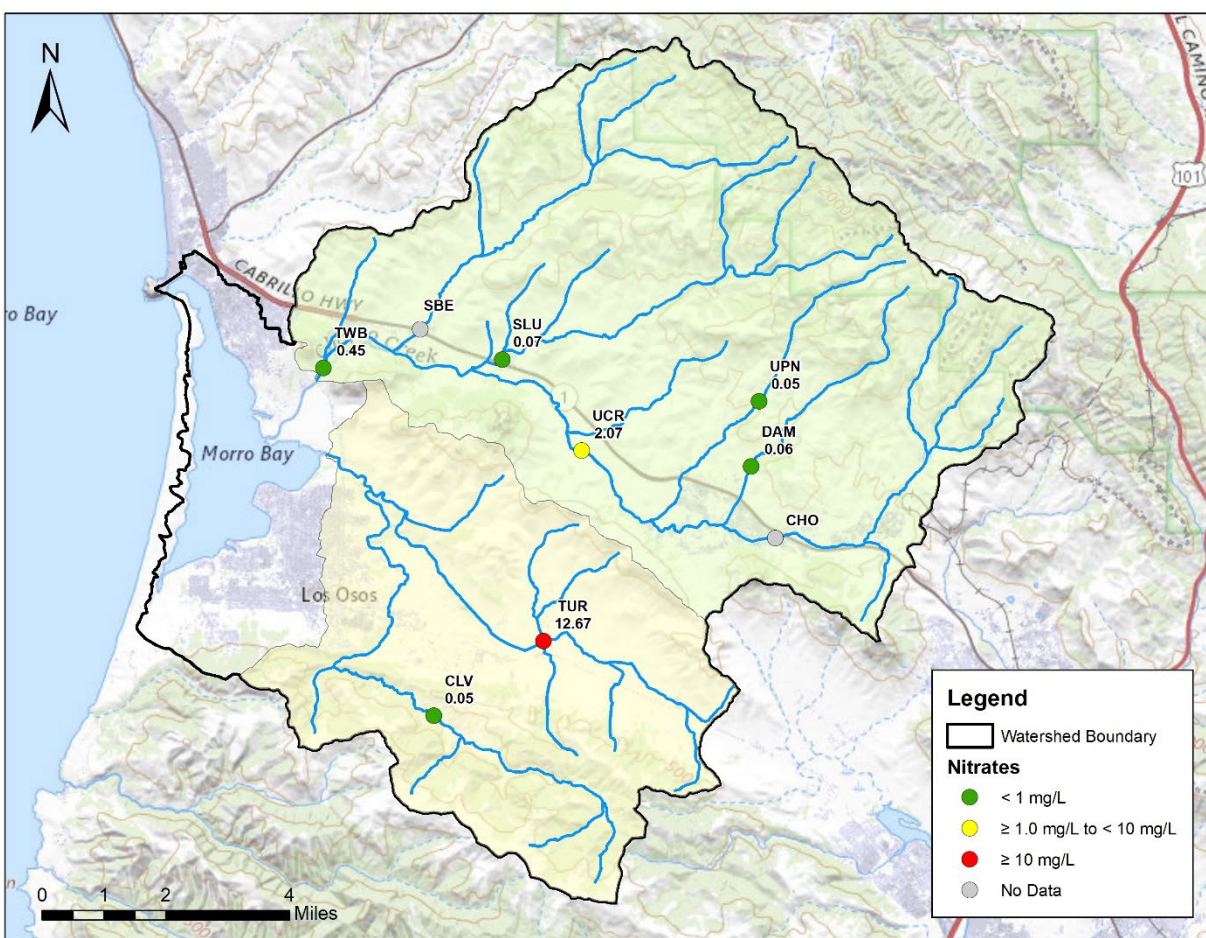 N
L CAMINO
101
CABRILLO HWY
SBE
ro Bay
TWB
0.45
Creek
SLU
0.07
UPN
0.05
1
UCR
2.07
DAM
0.06
Morro Bay
CHO
Los Osos
TUR
12.67
CLV
0.05
Legend
Watershed Boundary
Nitrates
< 1 mg/L
≥ 1.0 mg/L to < 10 mg/L
≥ 10 mg/L
No Data
0 1 2 4
Miles